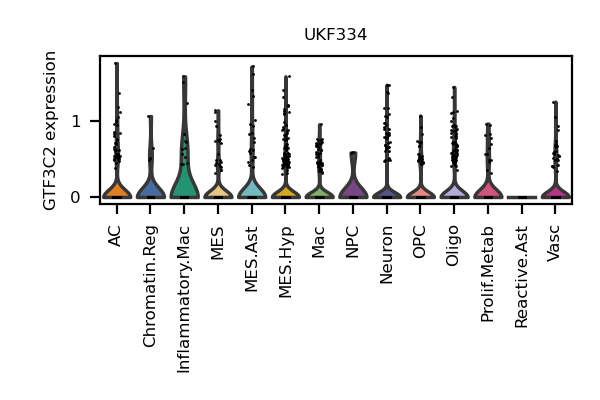 UKF334
GTF3C2 expression
1
0
AC
Chromatin.Reg
Inflammatory.Mac
MES
MES.Ast
MES.Hyp
Mac
NPC
Neuron
OPC
Oligo
Prolif.Metab
Reactive.Ast
Vasc